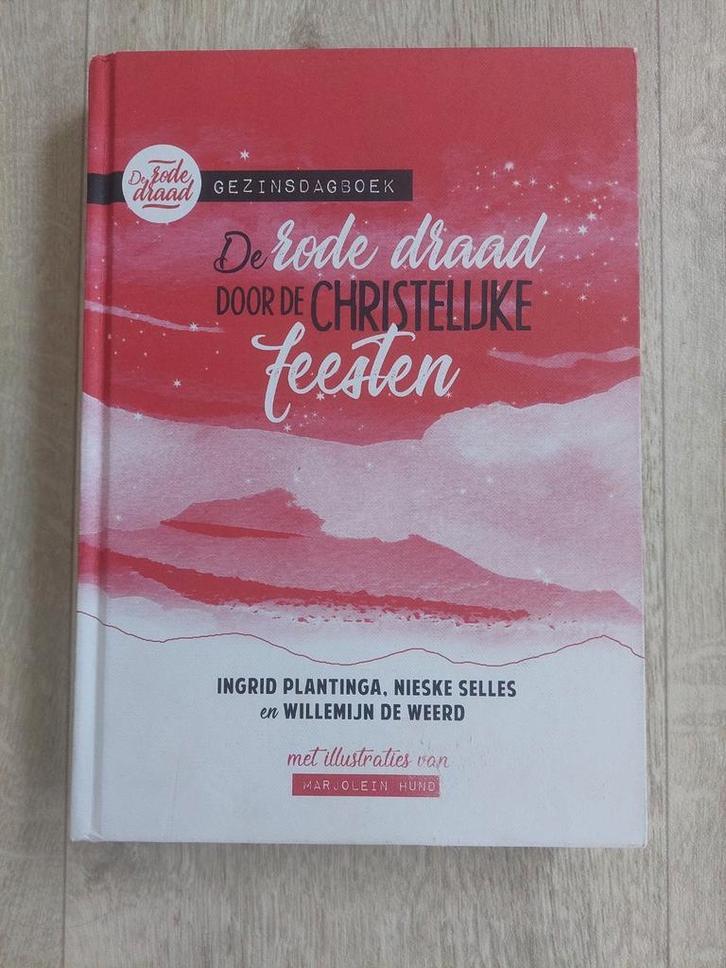 De rode
draad
GEZINSDAGBOEK
De rode draad
DOOR DE CHRISTELIJKE
feesten
INGRID PLANTINGA, NIESKE SELLES
en WILLEMIJN DE WEERD
met illustraties van
MARJOLEIN HUND